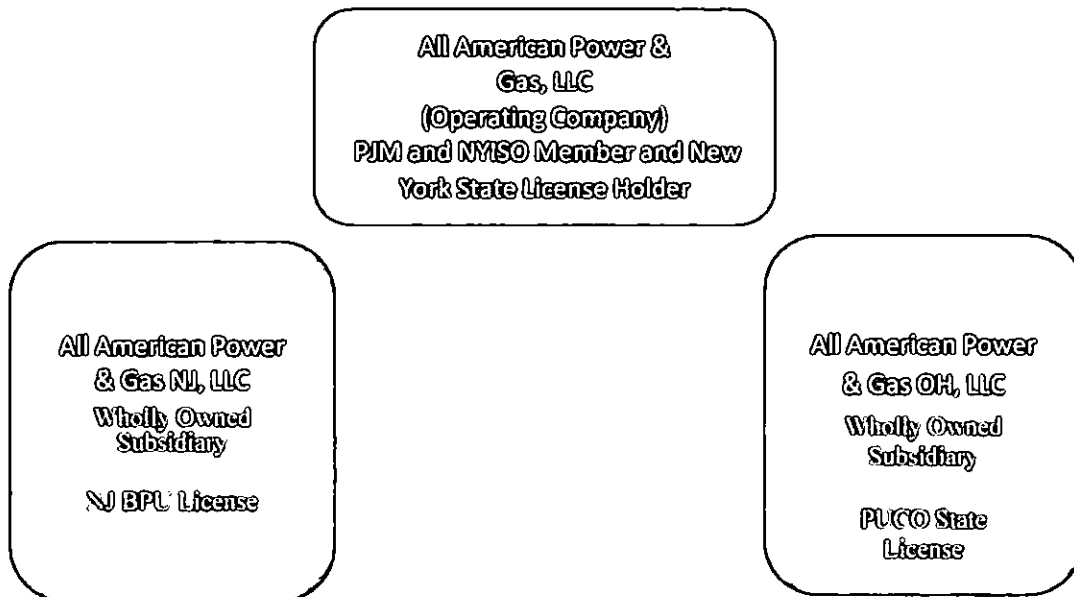 All American Power &
Gas, LLC
(Operating Company)
PJM and NYISO Member and New
York State License Holder
All American Power
& Gas NJ, LLC
Wholly Owned
Subsidiary
NJ BPU License
All American Power
& Gas OH, LLC
Wholly Owned
Subsidiary
PUCO State
License